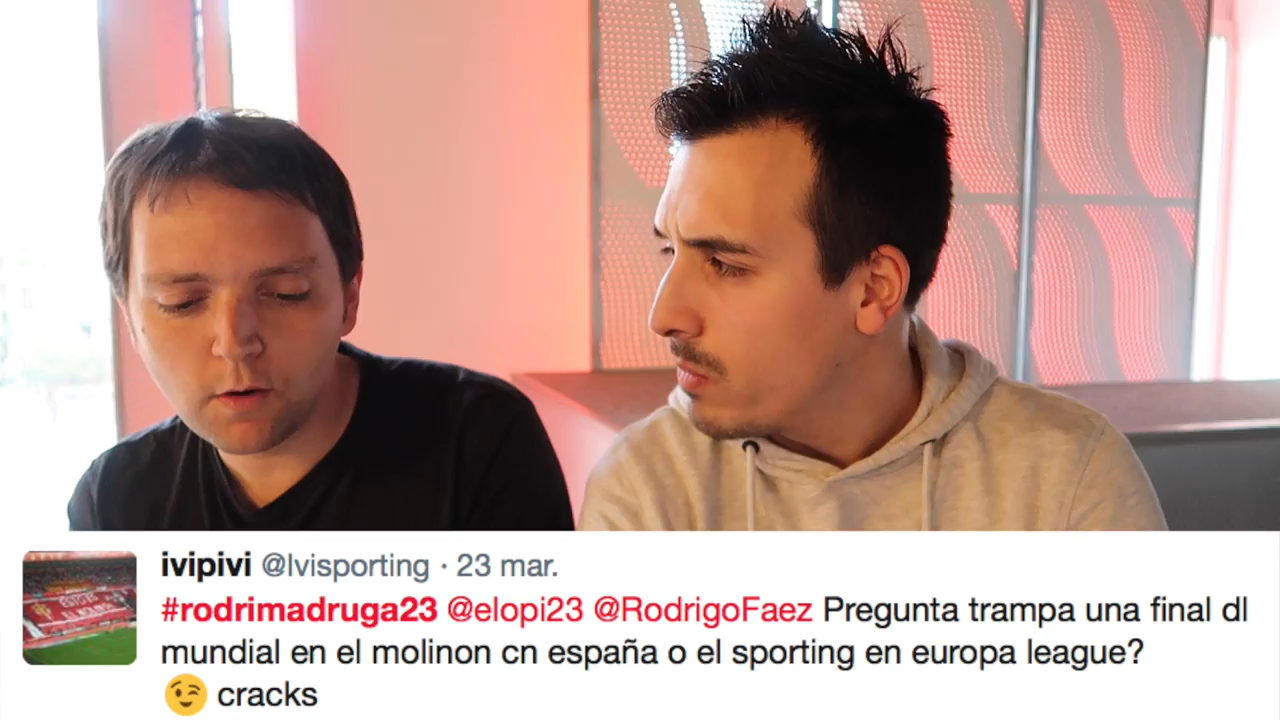 ivipivi @lvisporting · 23 mar.
#rodrimadruga23 @elopi23 @RodrigoFaez Pregunta trampa una final dl
mundial en el molinon cn españa o el sporting en europa league?
😉 cracks